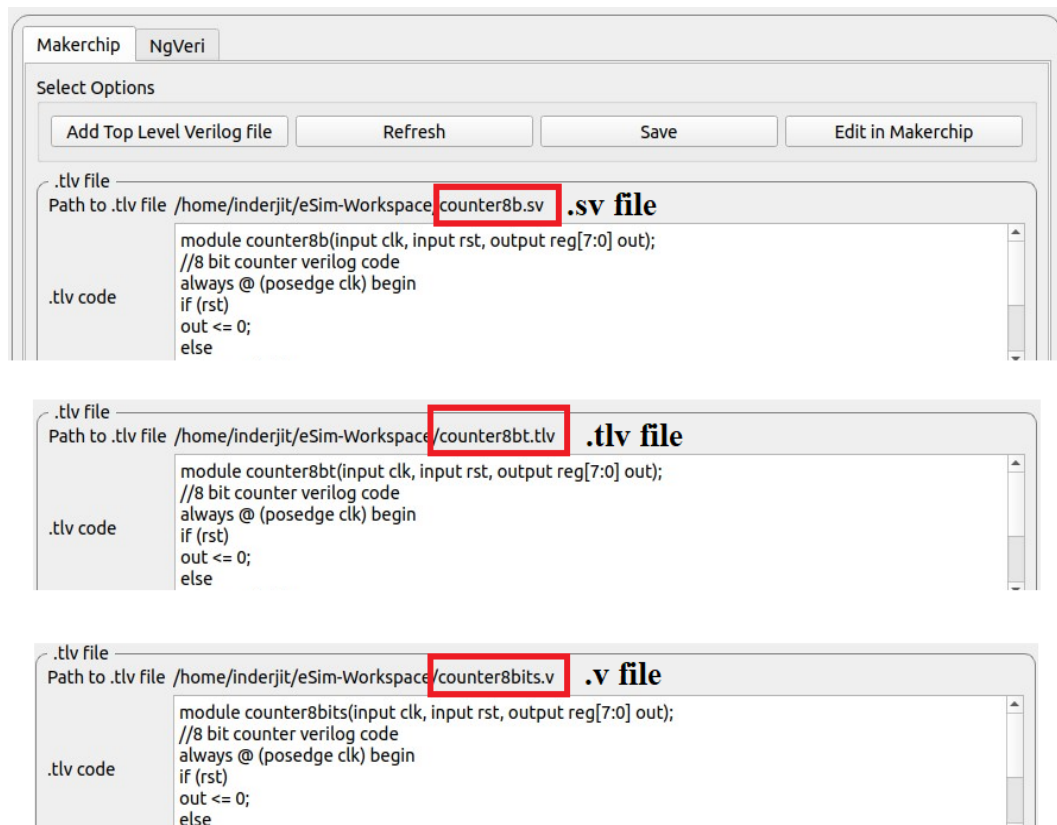 Makerchip NgVeri
Select Options
Add Top Level Verilog file Refresh Save Edit in Makerchip
.tlv file
Path to .tlv file /home/inderjit/eSim-Workspace/counter8b.sv .sv file
module counter8b(input clk, input rst, output reg[7:0] out);
//8 bit counter verilog code
always @ (posedge clk) begin
.tlv code
if (rst)
out <= 0;
else
.tlv file
Path to .tlv file /home/inderjit/eSim-Workspace/counter8bt.tlv .tlv file
module counter8bt(input clk, input rst, output reg[7:0] out);
//8 bit counter verilog code
always @ (posedge clk) begin
.tlv code
if (rst)
out <= 0;
else
.tlv file
Path to .tlv file /home/inderjit/eSim-Workspace/counter8bits.v .v file
module counter8bits(input clk, input rst, output reg[7:0] out);
//8 bit counter verilog code
always @ (posedge clk) begin
.tlv code
if (rst)
out <= 0;
else